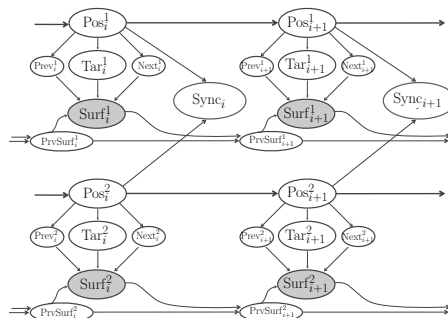 Pos¹ᵢ Pos¹ᵢ₊₁
Prev¹ᵢ Tar¹ᵢ Next¹ᵢ Prev¹ᵢ₊₁ Tar¹ᵢ₊₁ Next¹ᵢ₊₁
Surf¹ᵢ Syncᵢ Surf¹ᵢ₊₁ Syncᵢ₊₁
PrvSurf¹ᵢ PrvSurf¹ᵢ₊₁
Pos²ᵢ Pos²ᵢ₊₁
Prev²ᵢ Tar²ᵢ Next²ᵢ Prev²ᵢ₊₁ Tar²ᵢ₊₁ Next²ᵢ₊₁
Surf²ᵢ Surf²ᵢ₊₁
PrvSurf²ᵢ PrvSurf²ᵢ₊₁